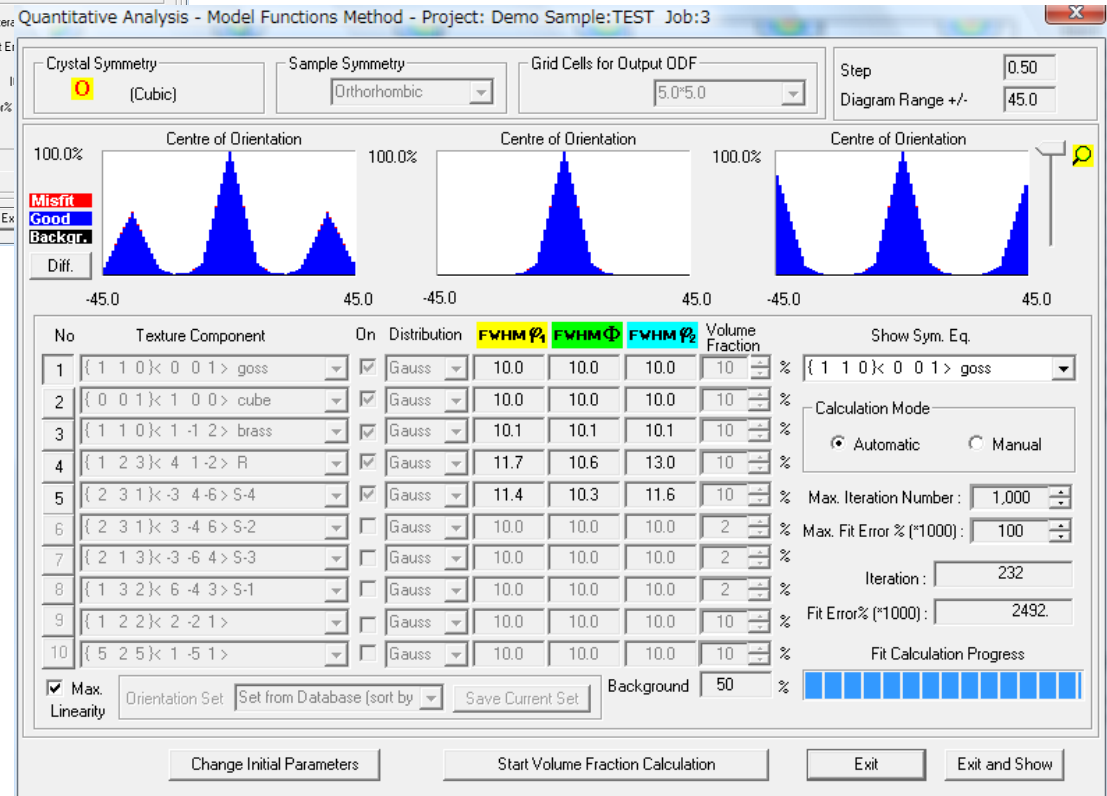 Quantitative Analysis - Model Functions Method - Project: Demo Sample:TEST Job:3
Crystal Symmetry
O (Cubic)
Sample Symmetry
Orthorhombic
Grid Cells for Output ODF
5.0*5.0
Step 0.50
Diagram Range +/- 45.0
Centre of Orientation
Centre of Orientation
Centre of Orientation
100.0%
100.0%
100.0%
Misfit
Good
Backgr.
Diff.
-45.0 45.0
-45.0 45.0
-45.0 45.0
No Texture Component On Distribution FWHM φ1 FWHM Φ FWHM φ2 Volume Fraction
1 { 1 1 0}< 0 0 1> goss Gauss 10.0 10.0 10.0 10 %
2 { 0 0 1}< 1 0 0> cube Gauss 10.0 10.0 10.0 10 %
3 { 1 1 0}< 1 -1 2> brass Gauss 10.1 10.1 10.1 10 %
4 { 1 2 3}< 4 1 -2> R Gauss 11.7 10.6 13.0 10 %
5 { 2 3 1}< -3 4 -6> S-4 Gauss 11.4 10.3 11.6 10 %
6 { 2 3 1}< 3 -4 6> S-2 Gauss 10.0 10.0 10.0 2 %
7 { 2 1 3}< -3 -6 4> S-3 Gauss 10.0 10.0 10.0 2 %
8 { 1 3 2}< 6 -4 3> S-1 Gauss 10.0 10.0 10.0 2 %
9 { 1 2 2}< 2 -2 1> Gauss 10.0 10.0 10.0 10 %
10 { 5 2 5}< 1 -5 1> Gauss 10.0 10.0 10.0 10 %
Max. Linearity
Orientation Set Set from Database (sort by Save Current Set
Background 50 %
Show Sym. Eq.
{ 1 1 0}< 0 0 1> goss
Calculation Mode
Automatic Manual
Max. Iteration Number : 1,000
Max. Fit Error % (*1000) : 100
Iteration : 232
Fit Error% (*1000) : 2492.
Fit Calculation Progress
Change Initial Parameters
Start Volume Fraction Calculation
Exit
Exit and Show